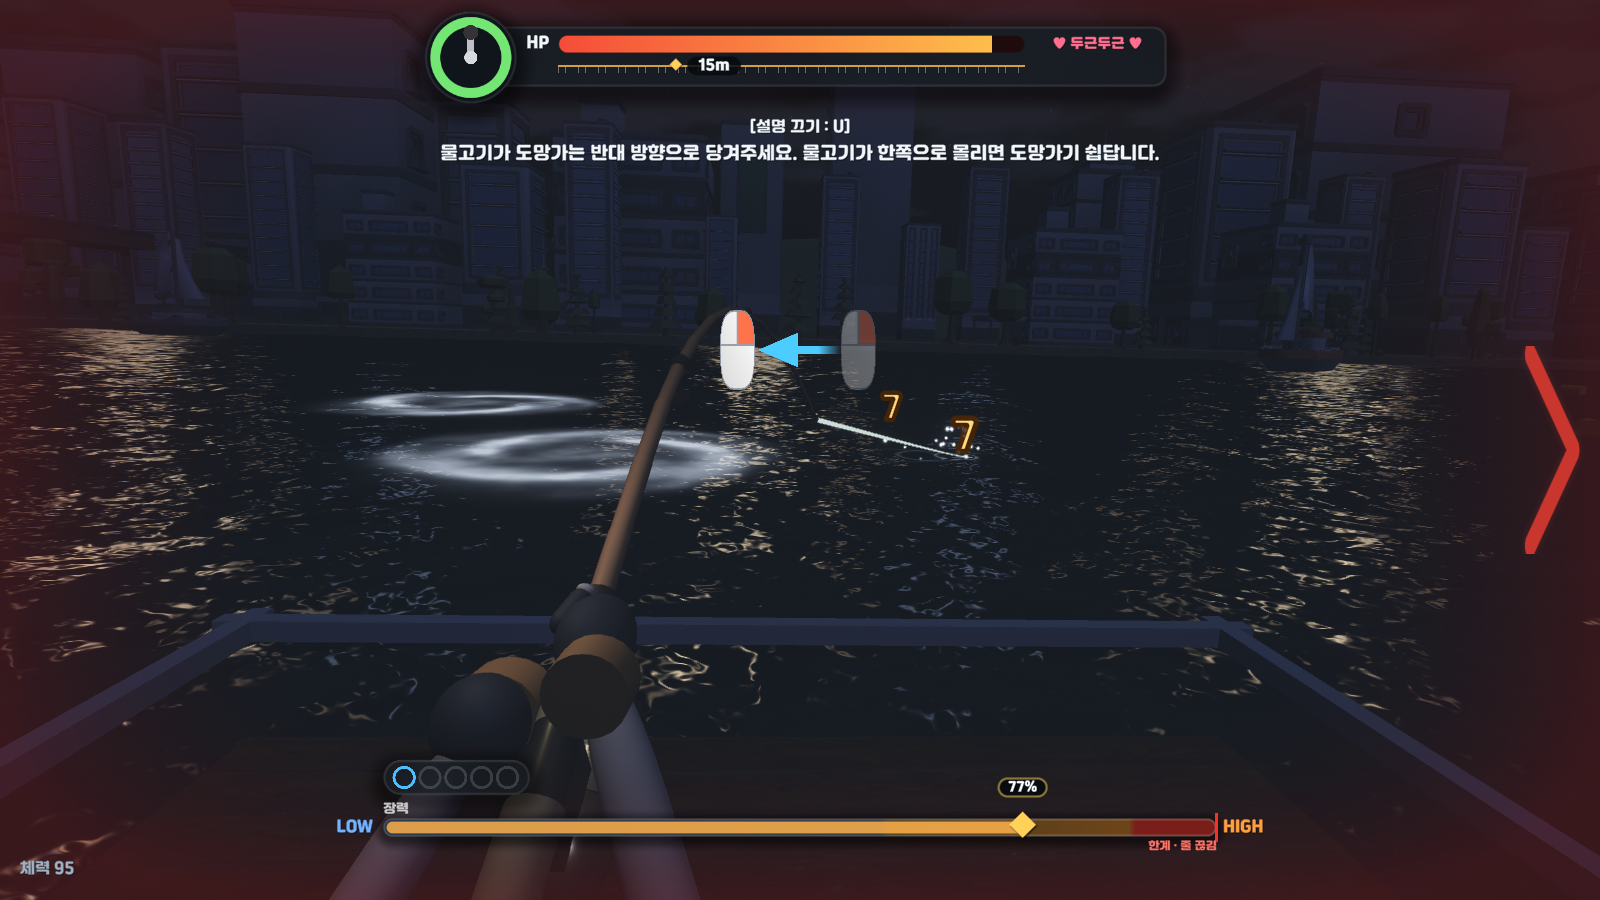 HP
♥ 두근두근 ♥
15m
[설명 끄기 : U]
물고기가 도망가는 반대 방향으로 당겨주세요. 물고기가 한쪽으로 몰리면 도망가기 쉽답니다.
7
7
77%
장력
LOW
HIGH
한계 · 줄 끊김
체력 95